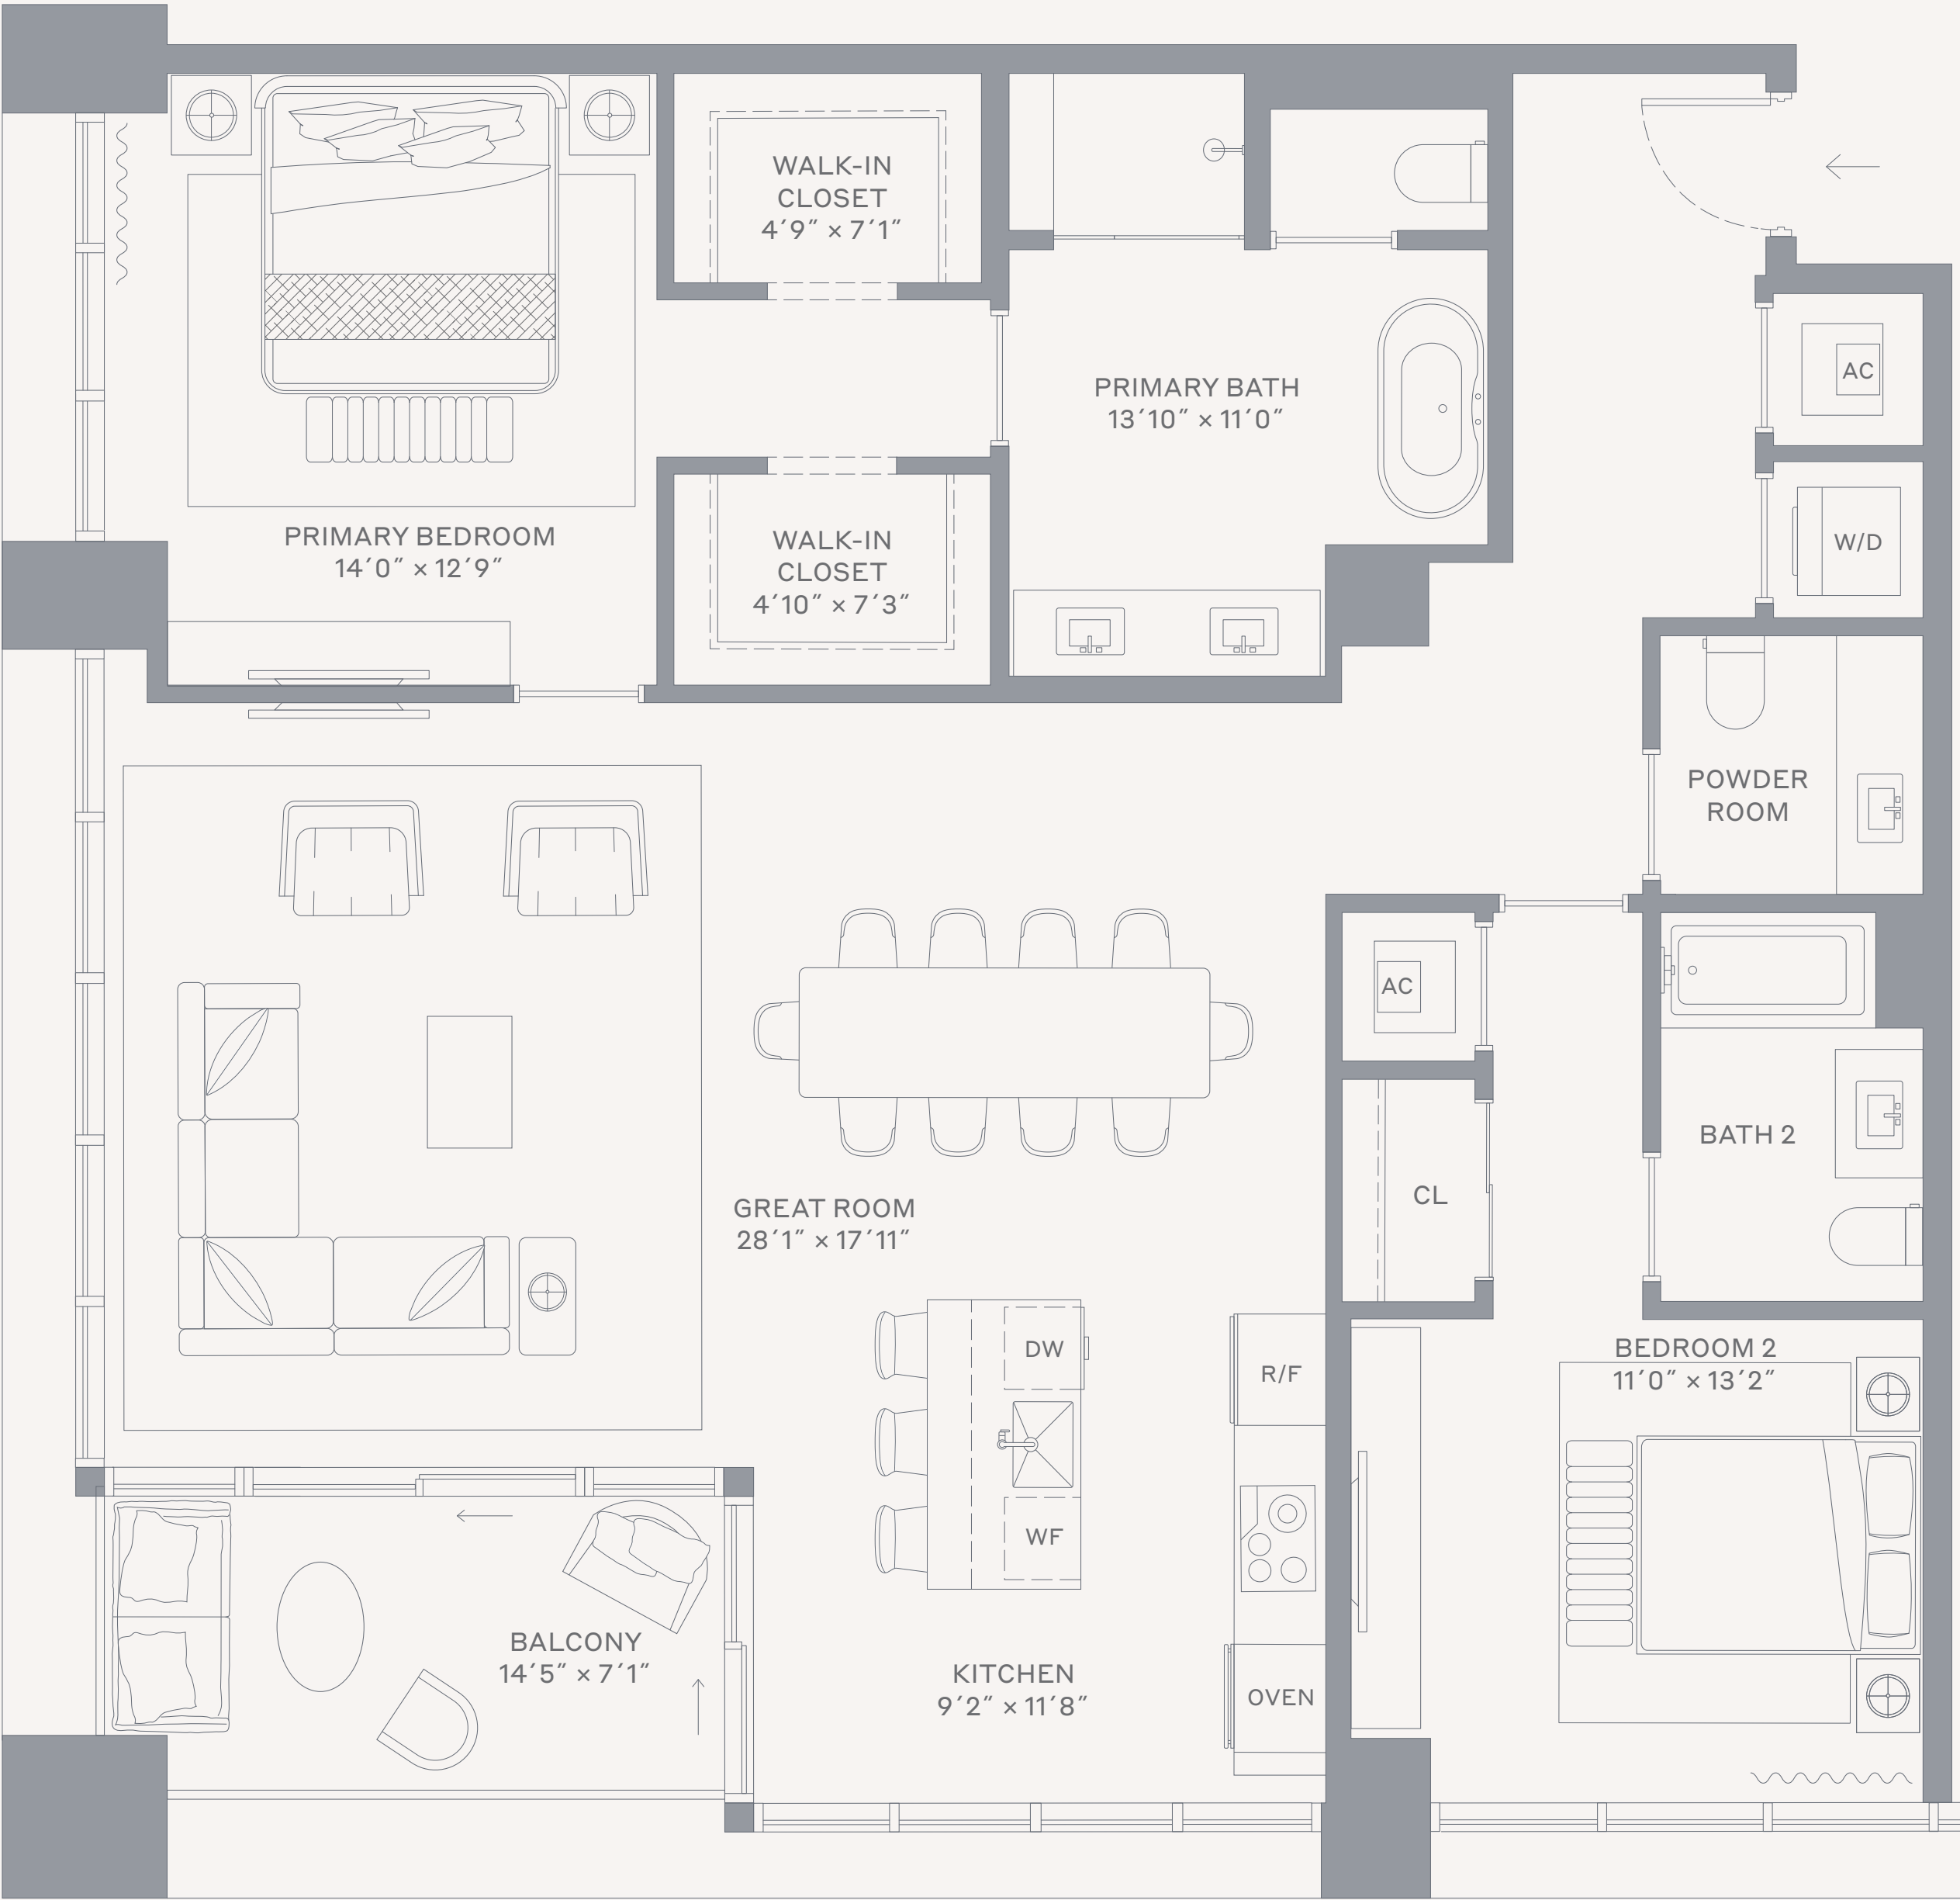 WALK-IN
CLOSET
4′9″ × 7′1″
AC
PRIMARY BATH
13′10″ × 11′0″
PRIMARY BEDROOM
14′0″ × 12′9″
WALK-IN
CLOSET
4′10″ × 7′3″
W/D
POWDER
ROOM
AC
BATH 2
CL
GREAT ROOM
28′1″ × 17′11″
DW
R/F
BEDROOM 2
11′0″ × 13′2″
WF
BALCONY
14′5″ × 7′1″
KITCHEN
9′2″ × 11′8″
OVEN